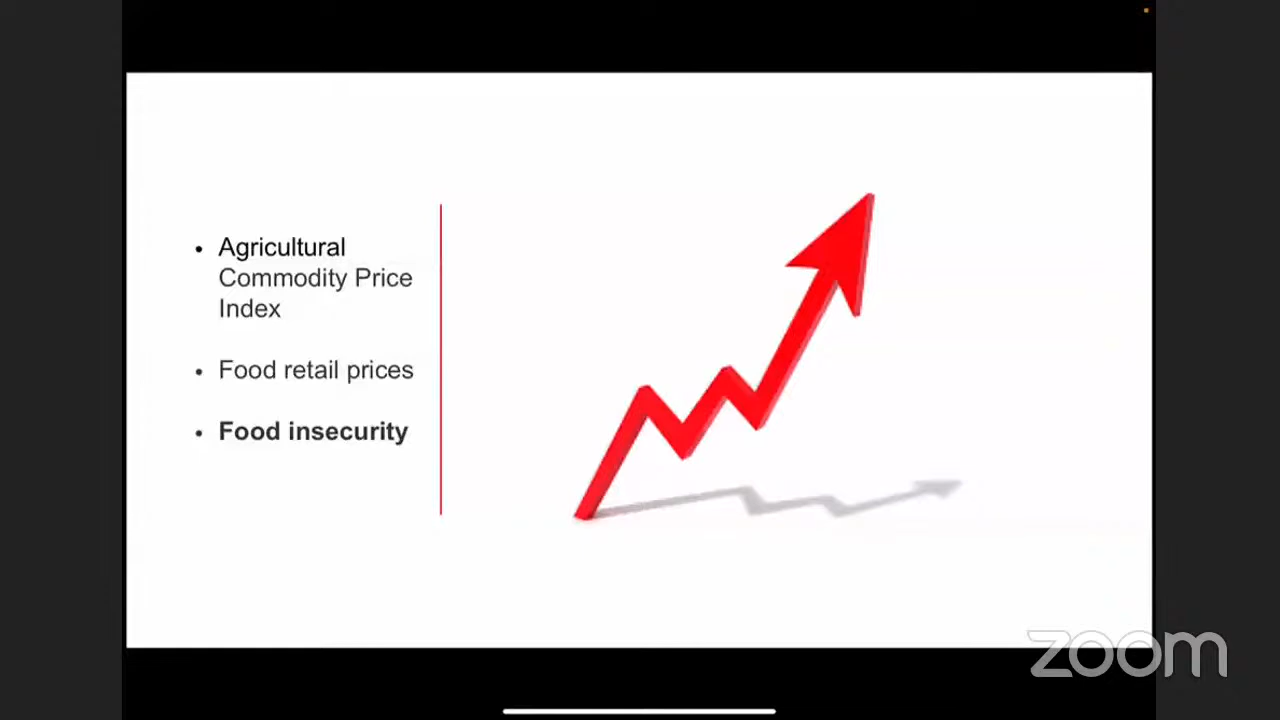 • Agricultural
Commodity Price
Index
• Food retail prices
• Food insecurity
zoom